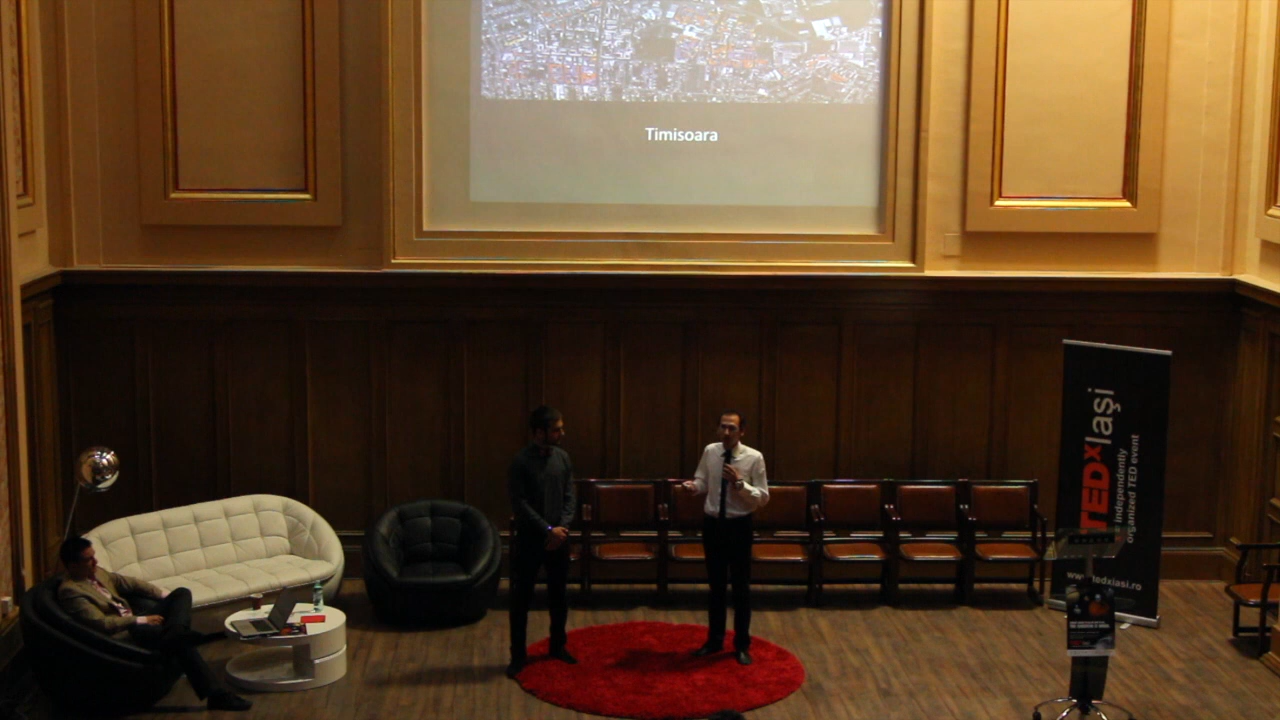 Timisoara
TEDxIaşi
independently
organized TED event
www.tedxiasi.ro